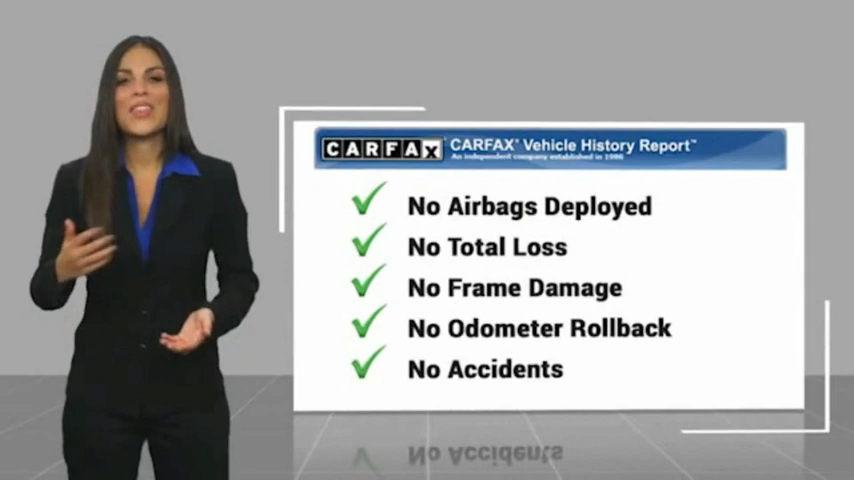 CARFAX CARFAX® Vehicle History Report™
An independent company established in 1986
No Airbags Deployed
No Total Loss
No Frame Damage
No Odometer Rollback
No Accidents
No Accidents